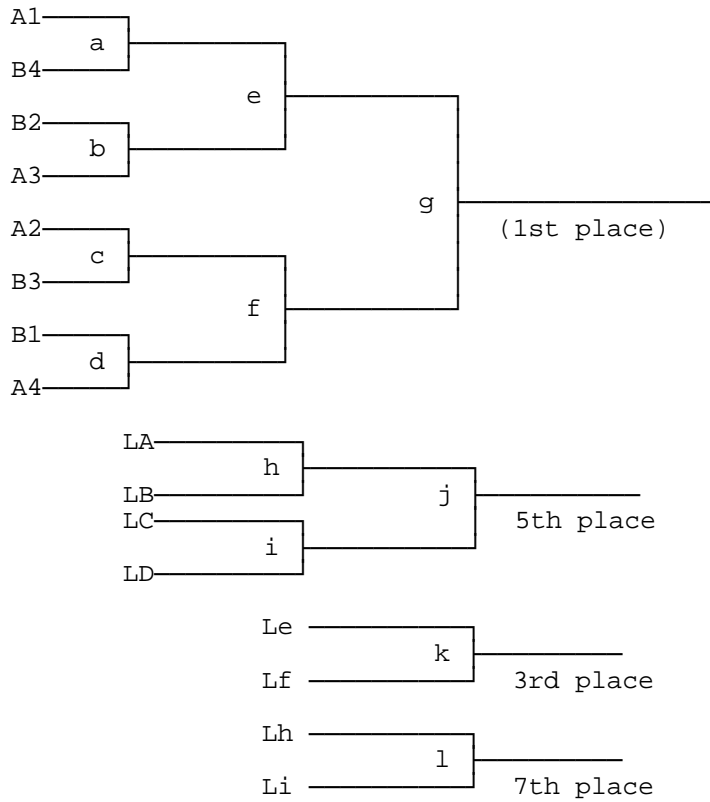 A1
a
B4
e
B2
b
A3
g
(1st place)
A2
c
B3
f
B1
d
A4
LA
h
LB
j
5th place
LC
i
LD
Le
k
Lf
3rd place
Lh
l
Li
7th place